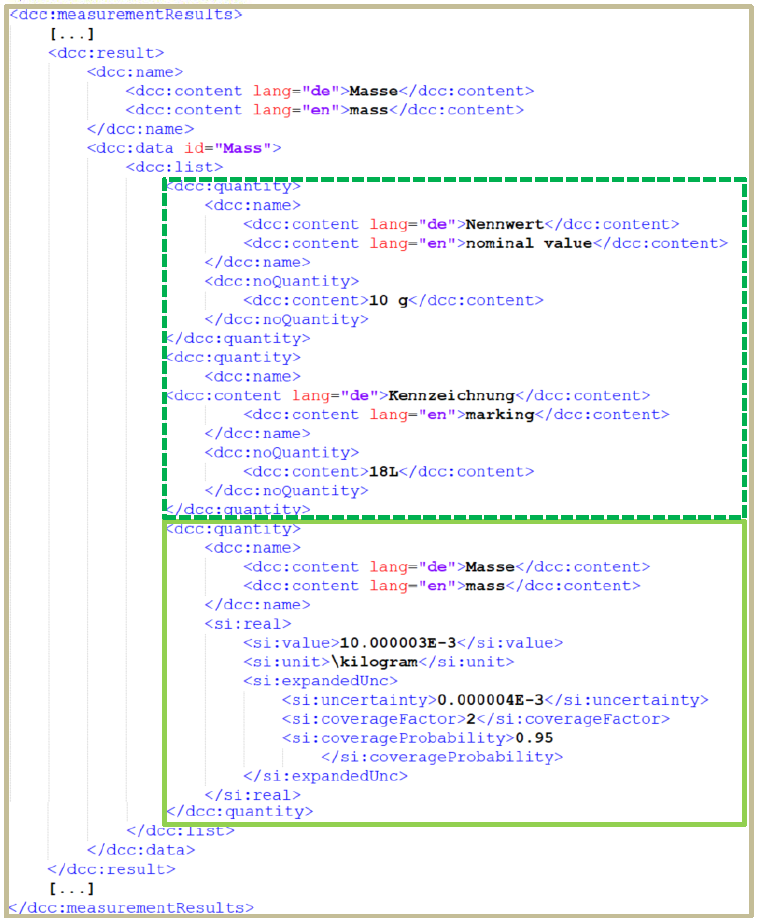 <dcc:measurementResults>
[...]
<dcc:result>
<dcc:name>
<dcc:content lang="de">Masse</dcc:content>
<dcc:content lang="en">mass</dcc:content>
</dcc:name>
<dcc:data id="Mass">
<dcc:list>
<dcc:quantity>
<dcc:name>
<dcc:content lang="de">Nennwert</dcc:content>
<dcc:content lang="en">nominal value</dcc:content>
</dcc:name>
<dcc:noQuantity>
<dcc:content>10 g</dcc:content>
</dcc:noQuantity>
</dcc:quantity>
<dcc:quantity>
<dcc:name>
<dcc:content lang="de">Kennzeichnung</dcc:content>
<dcc:content lang="en">marking</dcc:content>
</dcc:name>
<dcc:noQuantity>
<dcc:content>18L</dcc:content>
</dcc:noQuantity>
</dcc:quantity>
<dcc:quantity>
<dcc:name>
<dcc:content lang="de">Masse</dcc:content>
<dcc:content lang="en">mass</dcc:content>
</dcc:name>
<si:real>
<si:value>10.000003E-3</si:value>
<si:unit>\kilogram</si:unit>
<si:expandedUnc>
<si:uncertainty>0.000004E-3</si:uncertainty>
<si:coverageFactor>2</si:coverageFactor>
<si:coverageProbability>0.95
</si:coverageProbability>
</si:expandedUnc>
</si:real>
</dcc:quantity>
</dcc:list>
</dcc:data>
</dcc:result>
[...]
</dcc:measurementResults>